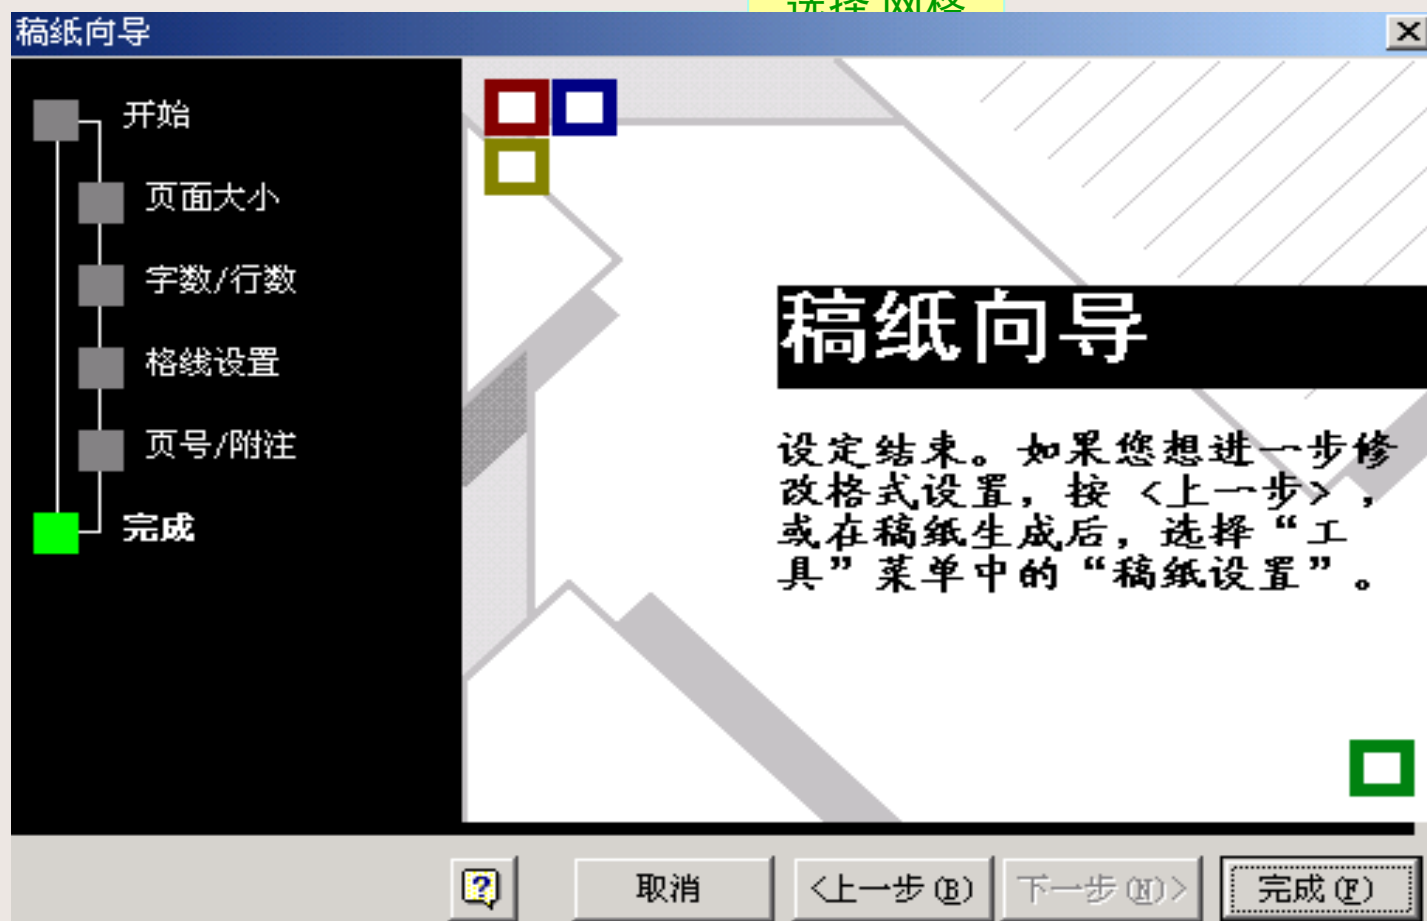 选择 网格
稿纸向导
开始
页面大小
字数/行数
格线设置
页号/附注
完成
稿纸向导
设定结束。如果您想进一步修
改格式设置，按 <上一步> ，
或在稿纸生成后，选择“工
具”菜单中的“稿纸设置”。
取消
<上一步(B)
下一步(N)>
完成(F)